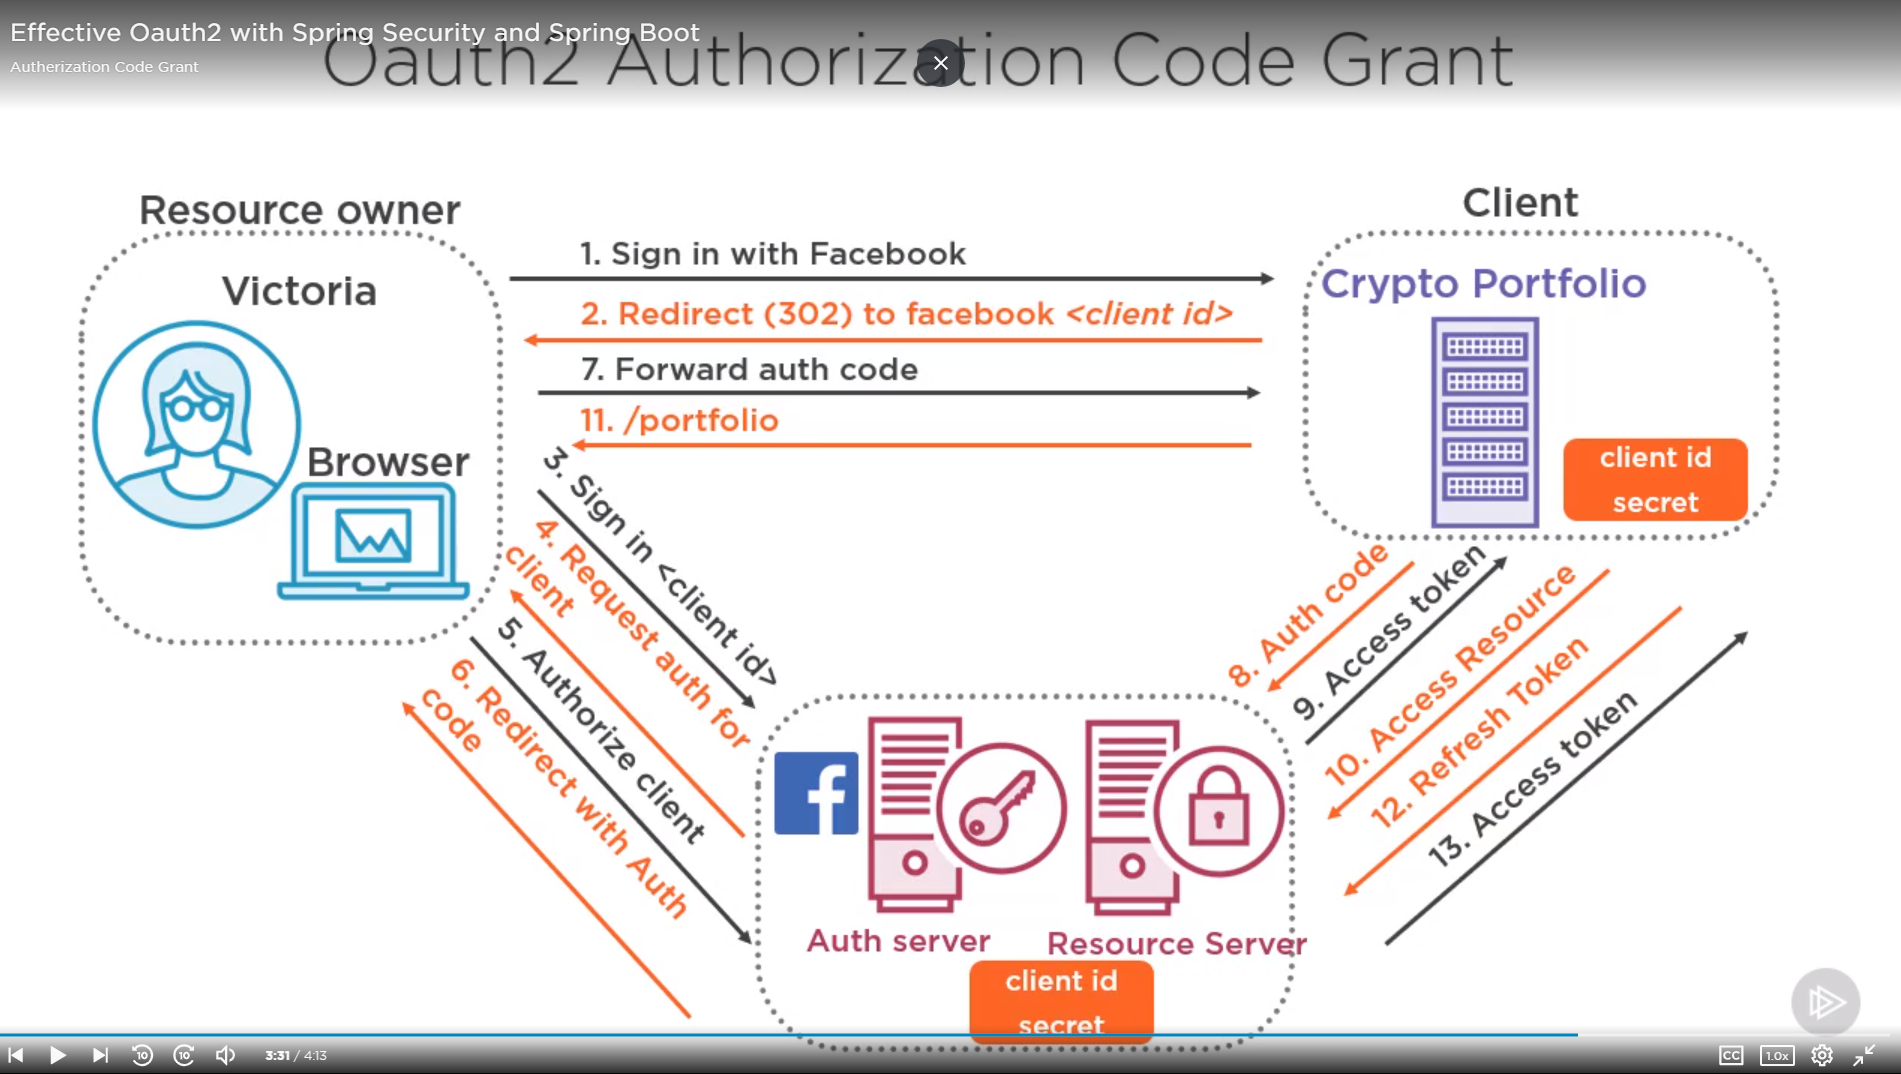 Effective Oauth2 with Spring Security and Spring Boot
Autherization Code Grant
Oauth2 Authorization Code Grant
Resource owner
Victoria
Browser
Client
Crypto Portfolio
client id
secret
1. Sign in with Facebook
2. Redirect (302) to facebook <client id>
7. Forward auth code
11. /portfolio
3. Sign in <client id>
4. Request auth for
client
5. Authorize client
6. Redirect with Auth
code
8. Auth code
9. Access token
10. Access Resource
12. Refresh Token
13. Access token
f
Auth server
Resource Server
client id
secret
10
10
3:31 / 4:13
CC
1.0x